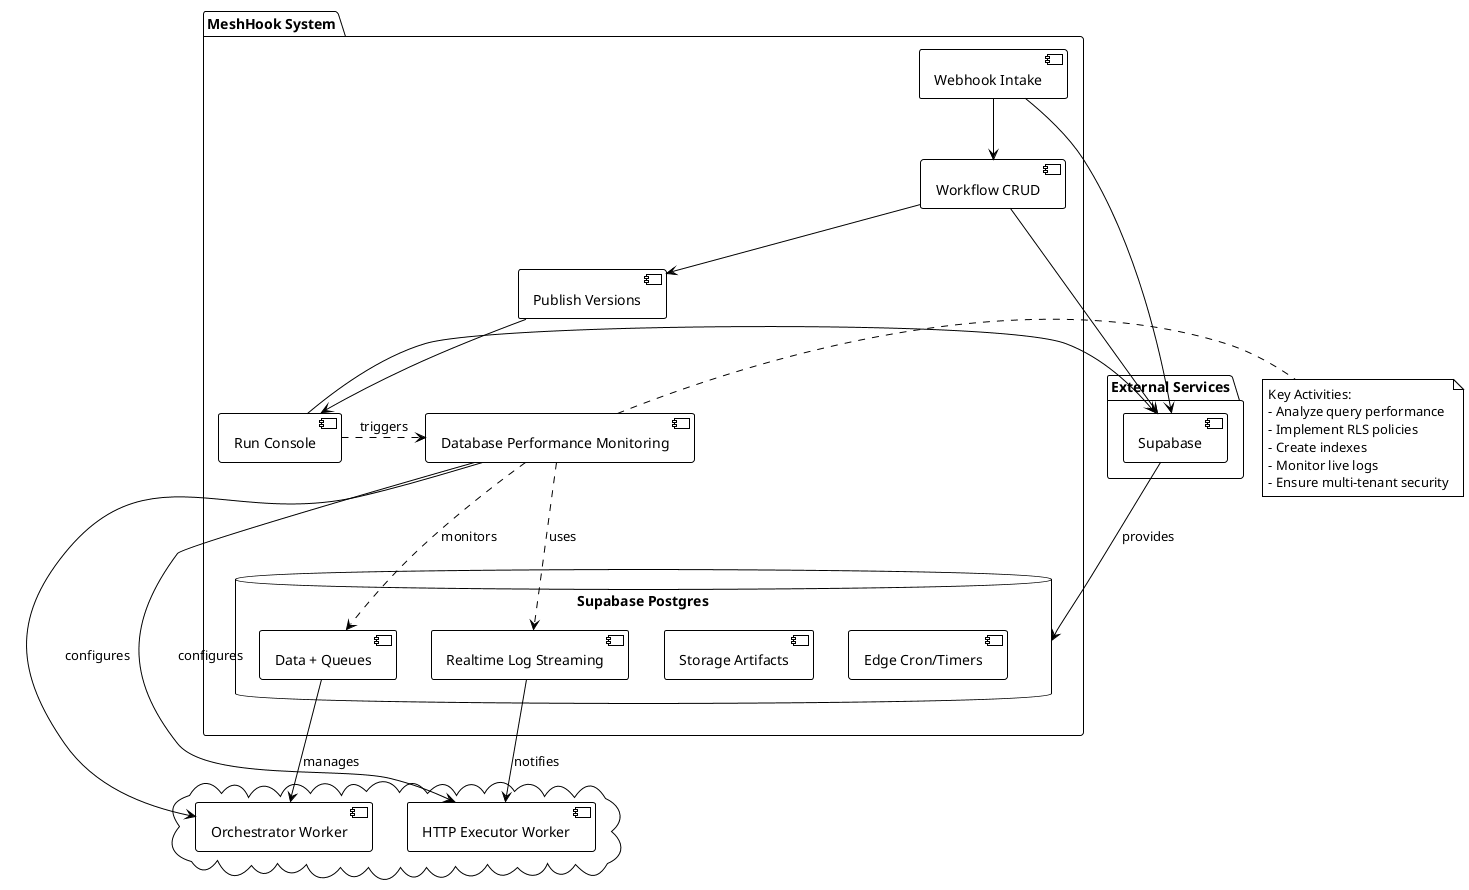 MeshHook System
Webhook Intake
Workflow CRUD
Publish Versions
External Services
Key Activities:
- Analyze query performance
- Implement RLS policies
- Create indexes
- Monitor live logs
- Ensure multi-tenant security
Run Console
triggers
Database Performance Monitoring
Supabase
monitors
uses
provides
Supabase Postgres
Data + Queues
Realtime Log Streaming
Storage Artifacts
Edge Cron/Timers
configures
configures
manages
notifies
Orchestrator Worker
HTTP Executor Worker